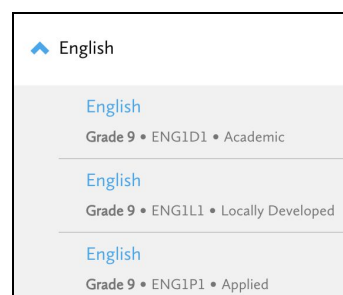 English
English
Grade 9 • ENG1D1 • Academic
English
Grade 9 • ENG1L1 • Locally Developed
English
Grade 9 • ENG1P1 • Applied